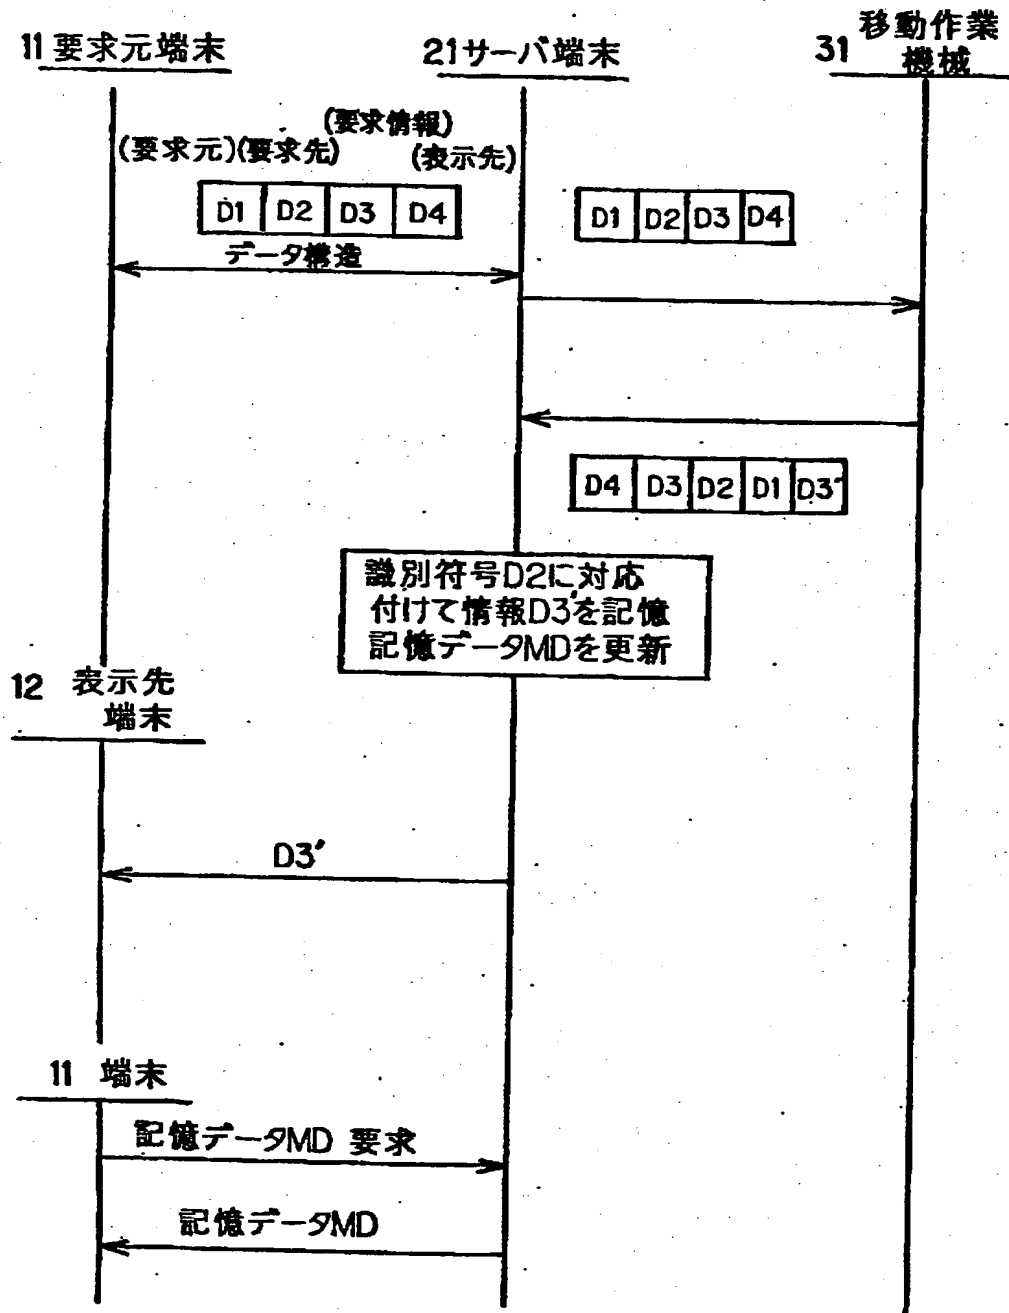 11 要求元端末
21サーバ端末
31 移動作業
機械
(要求情報)
(要求元)(要求先)
(表示先)
D1 D2 D3 D4
D1 D2 D3 D4
データ構造
D4 D3 D2 D1 D3′
識別符号D2に対応
付けて情報D3′を記憶
記憶データMDを更新
12 表示先
端末
D3′
11 端末
記憶データMD 要求
記憶データMD